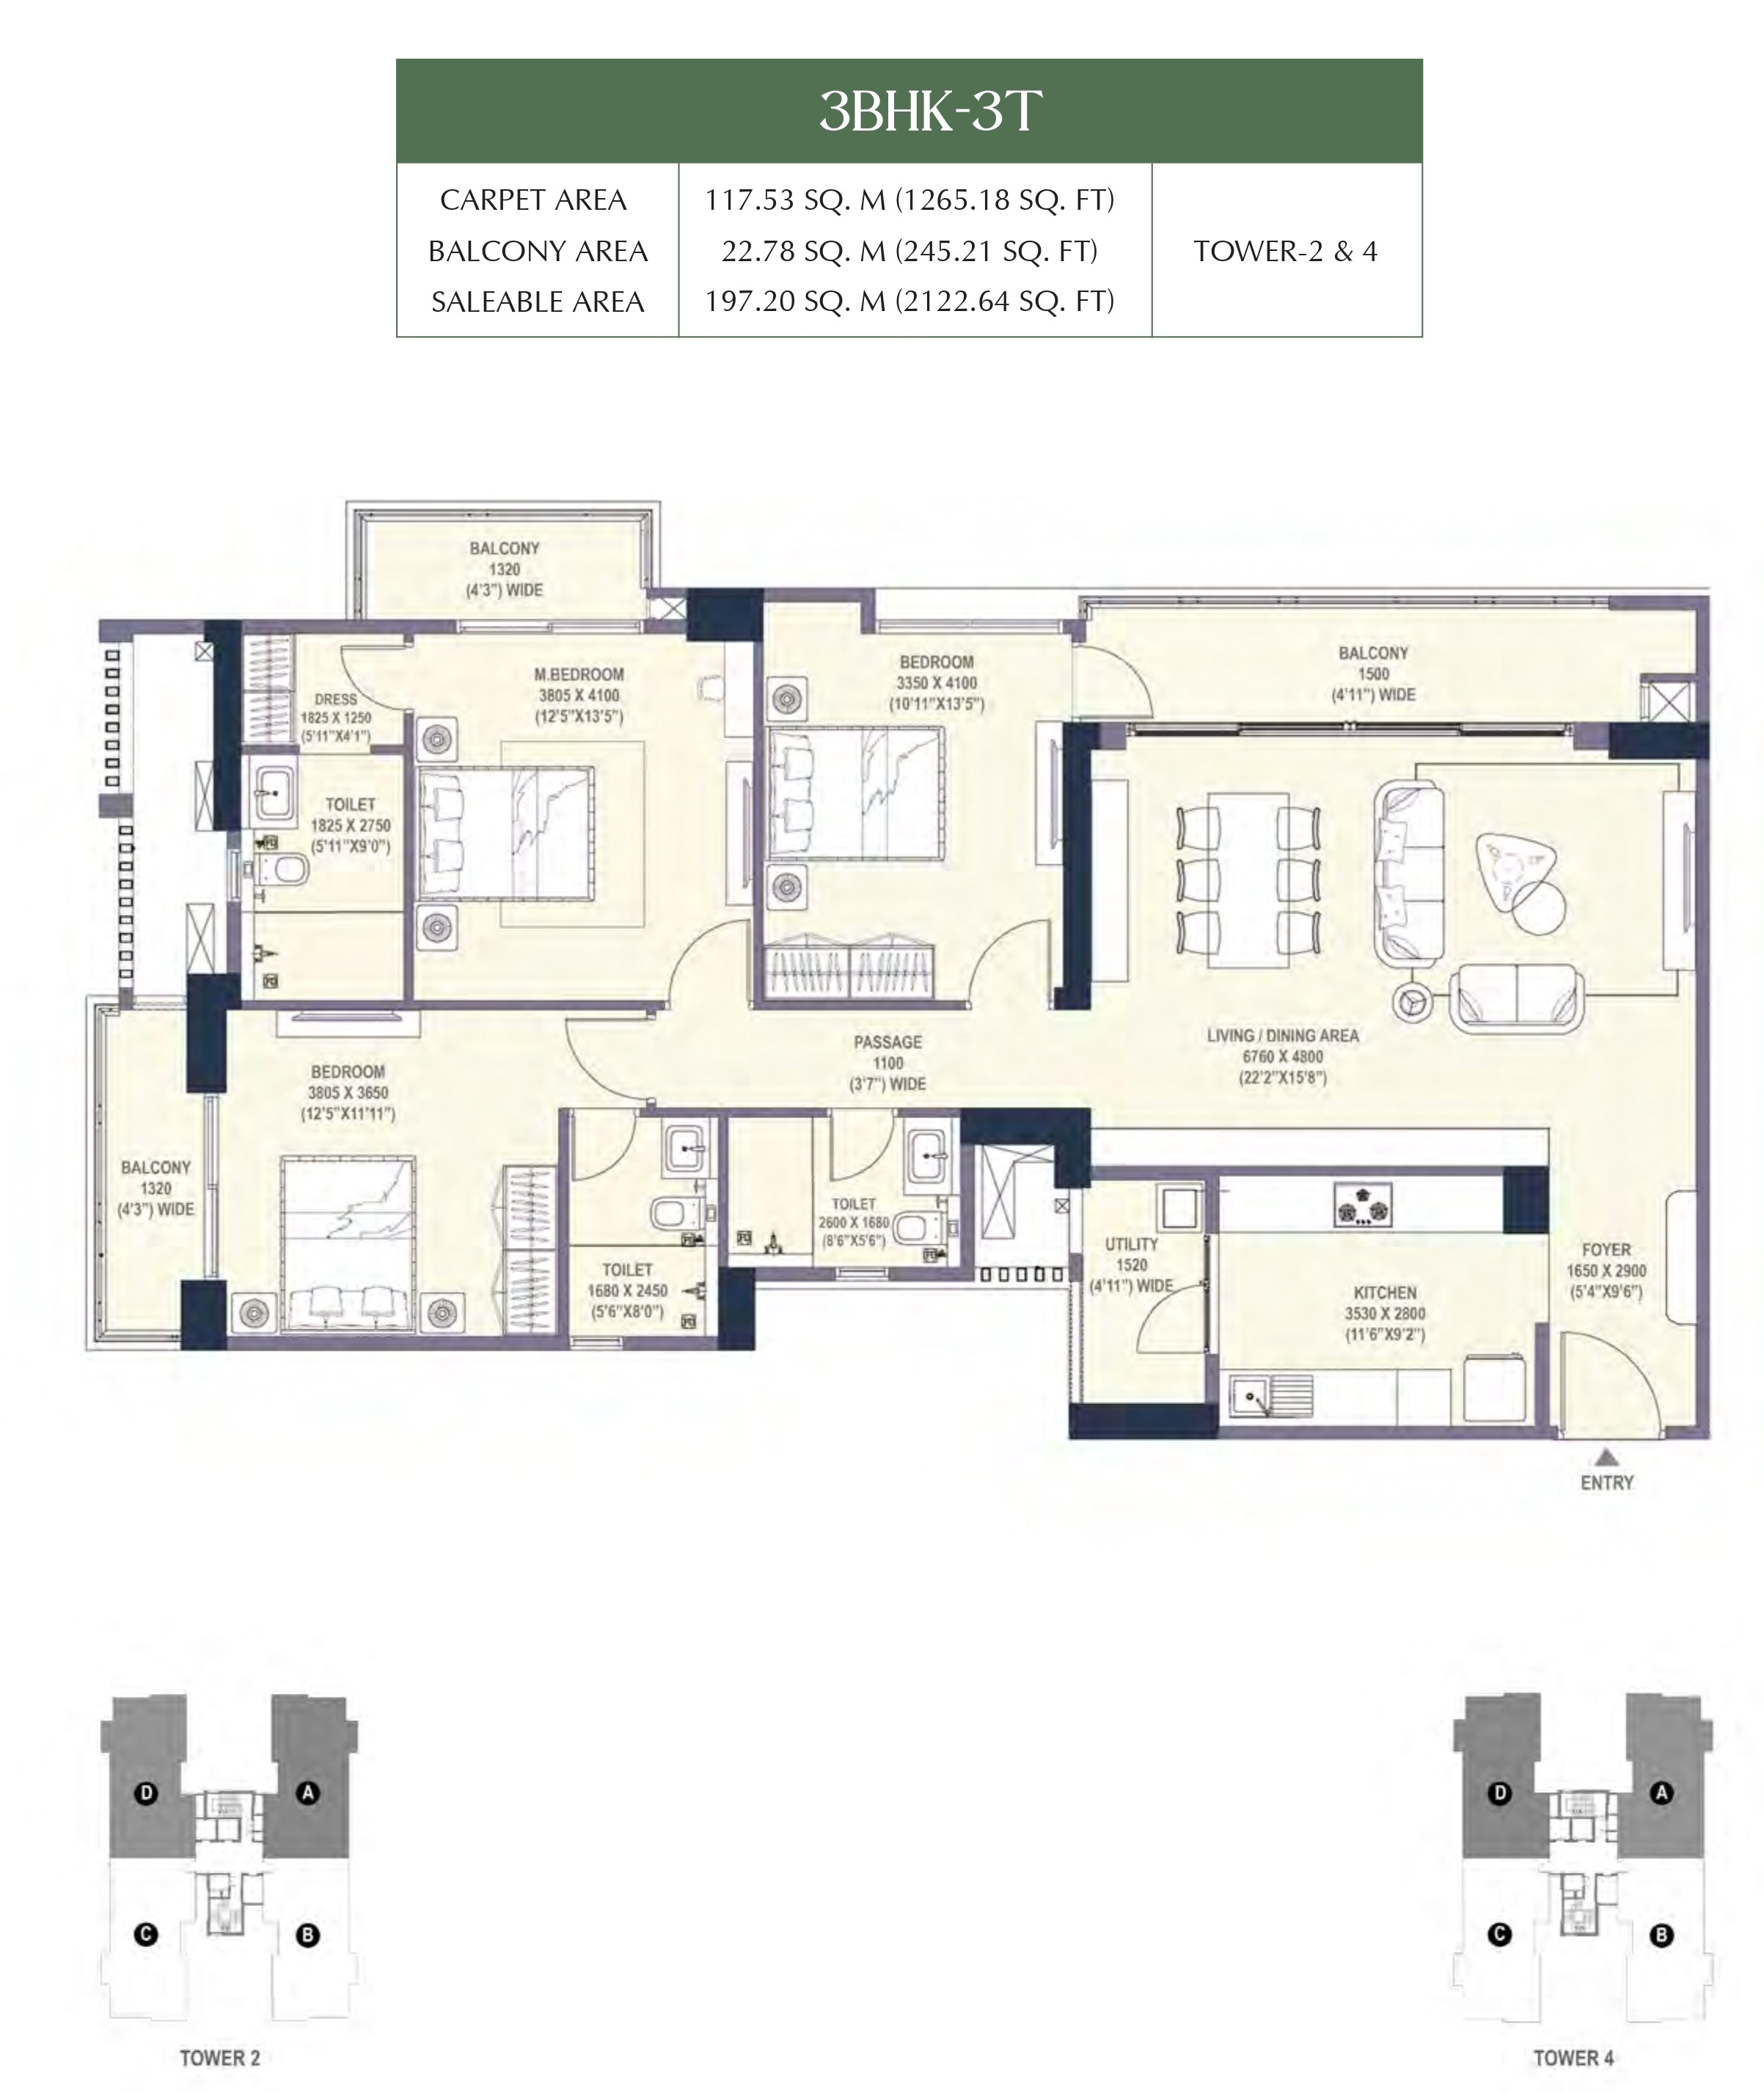 3BHK-3T
CARPET AREA 117.53 SQ. M (1265.18 SQ. FT)
BALCONY AREA 22.78 SQ. M (245.21 SQ. FT) TOWER-2 & 4
SALEABLE AREA 197.20 SQ. M (2122.64 SQ. FT)
BALCONY
1320
(4'3") WIDE
M.BEDROOM
3805 X 4100
(12'5"X13'5")
BEDROOM
3350 X 4100
(10'11"X13'5")
BALCONY
1500
(4'11") WIDE
DRESS
1825 X 1250
(5'11"X4'1")
TOILET
1825 X 2750
(5'11"X9'0")
BEDROOM
3805 X 3650
(12'5"X11'11")
PASSAGE
1100
(3'7") WIDE
LIVING / DINING AREA
6760 X 4800
(22'2"X15'8")
BALCONY
1320
(4'3") WIDE
TOILET
1680 X 2450
(5'6"X8'0")
TOILET
2600 X 1680
(8'6"X5'6")
UTILITY
1520
(4'11") WIDE
KITCHEN
3530 X 2800
(11'6"X9'2")
FOYER
1650 X 2900
(5'4"X9'6")
ENTRY
D A
C B
TOWER 2
D A
C B
TOWER 4